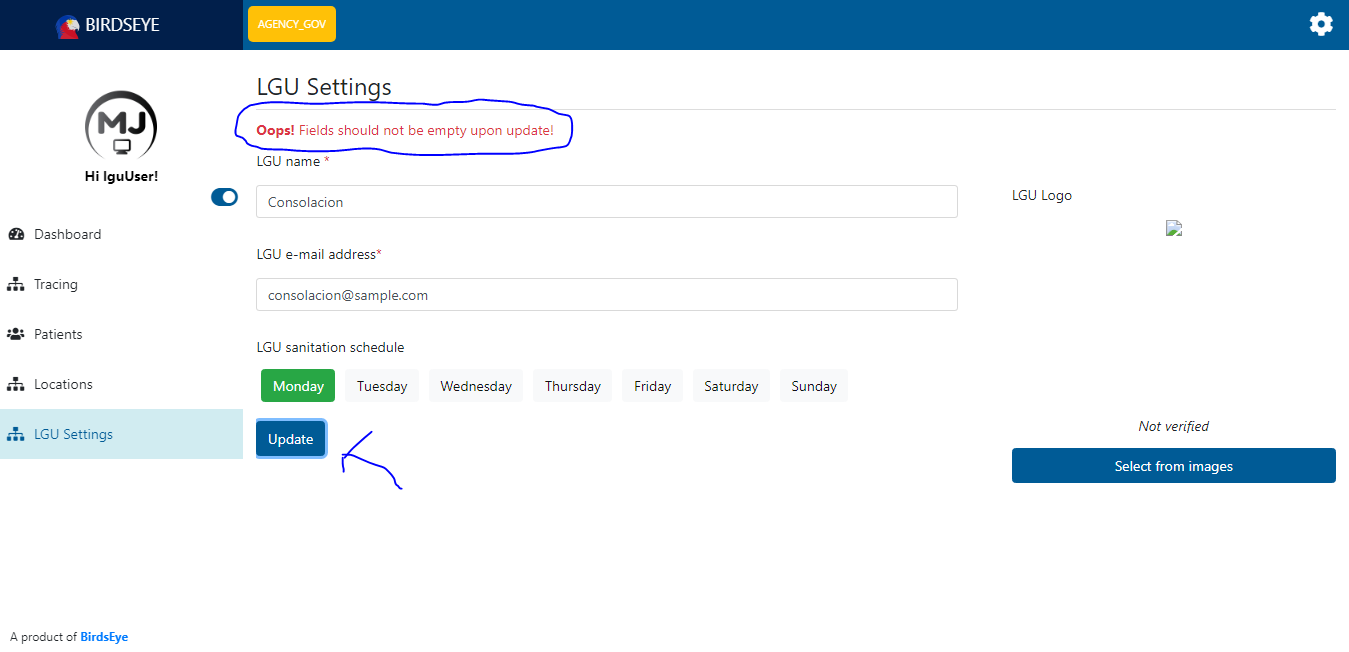 BIRDSEYE
AGENCY_GOV
MJ
Hi lguUser!
Dashboard
Tracing
Patients
Locations
LGU Settings
A product of BirdsEye
LGU Settings
Oops! Fields should not be empty upon update!
LGU name *
Consolacion
LGU e-mail address*
consolacion@sample.com
LGU sanitation schedule
Monday Tuesday Wednesday Thursday Friday Saturday Sunday
Update
LGU Logo
Not verified
Select from images